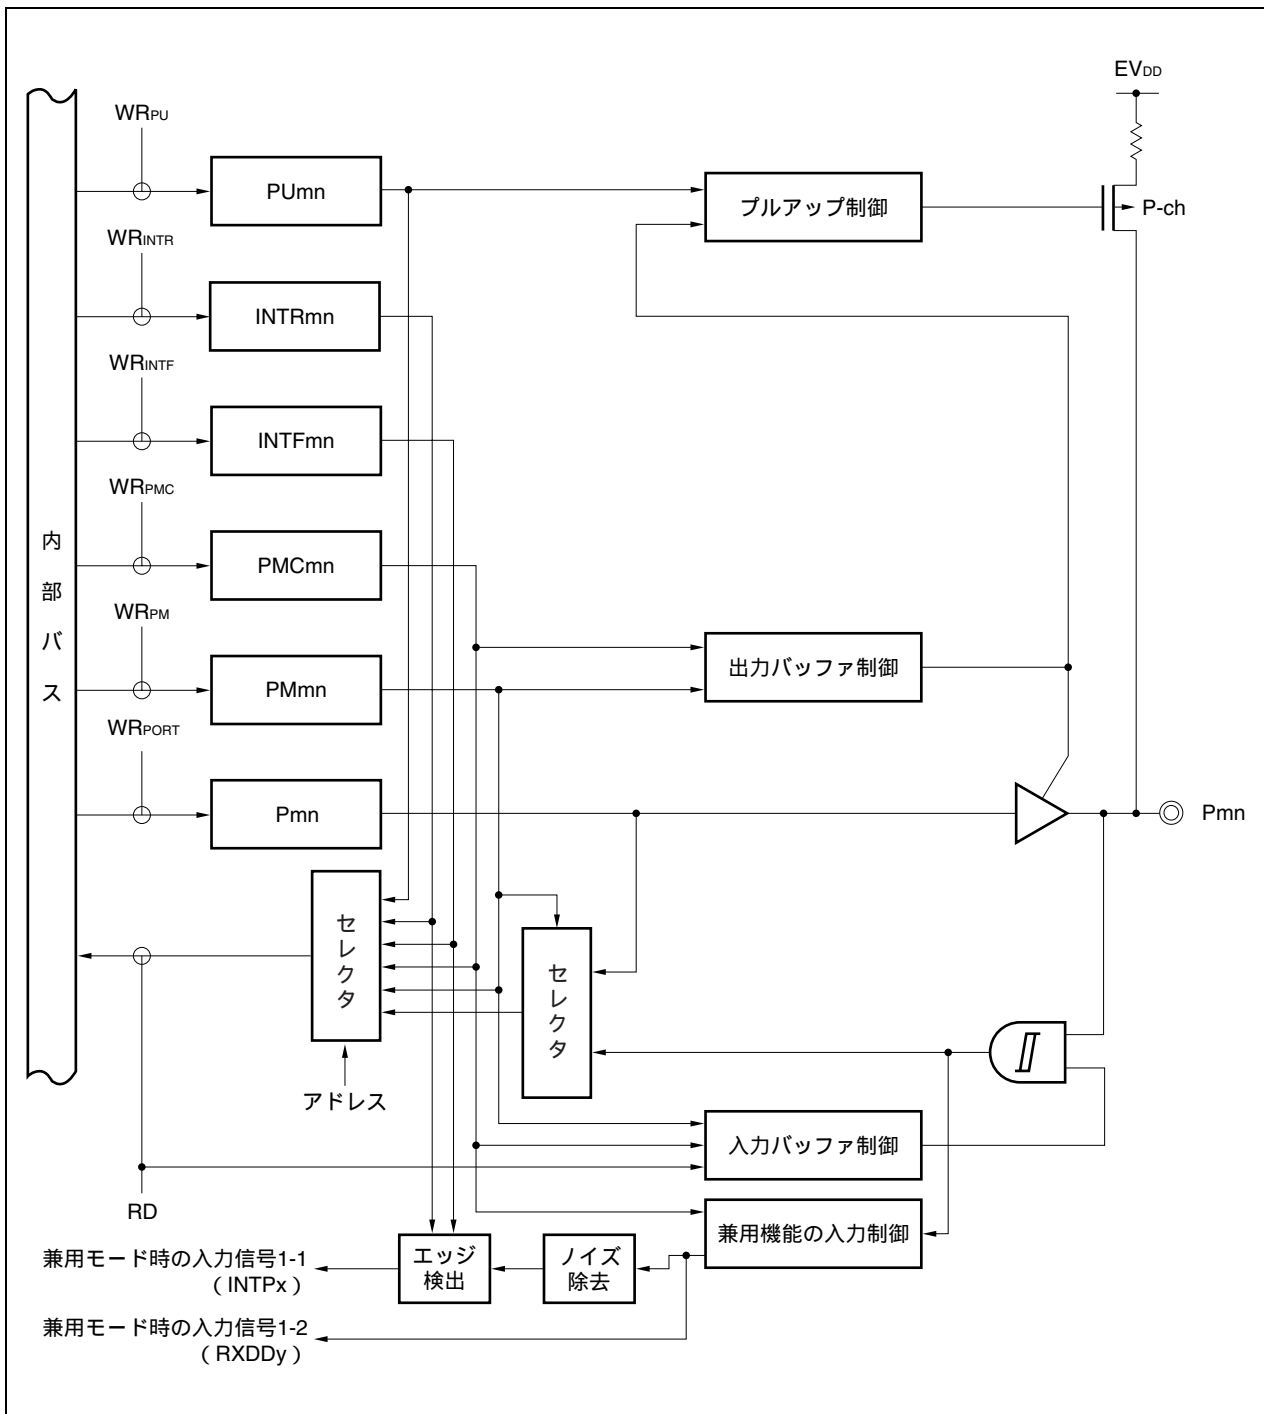 EVDD
WRPU
PUmn
プルアップ制御
P-ch
WRINTR
INTRmn
WRINTF
INTFmn
WRPMC
内部バス
PMCmn
WRPM
出力バッファ制御
PMmn
WRPORT
Pmn
Pmn
セレクタ
セレクタ
アドレス
入力バッファ制御
RD
兼用機能の入力制御
兼用モード時の入力信号1-1
(INTPx)
エッジ
検出
ノイズ
除去
兼用モード時の入力信号1-2
(RXDDy)